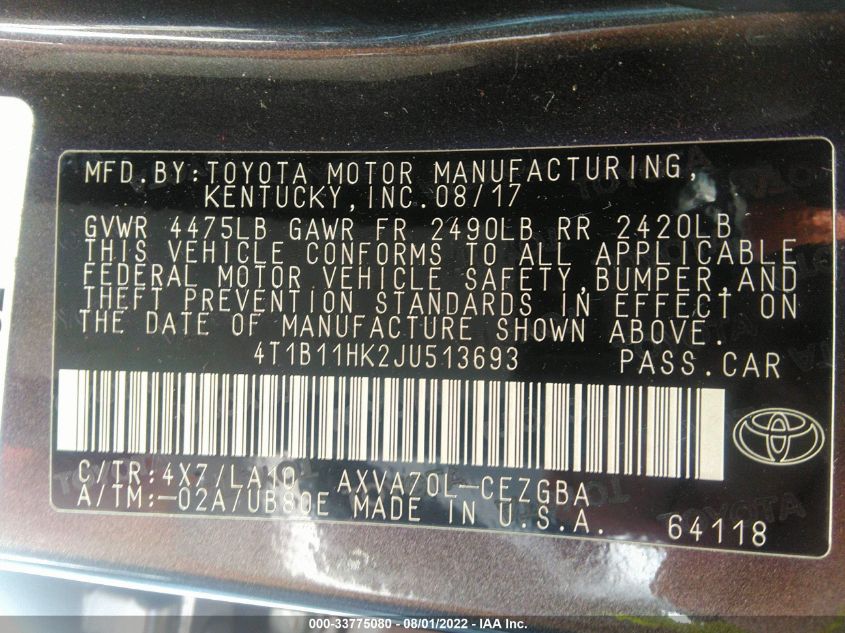 MFD.BY:TOYOTA MOTOR MANUFACTURING,
KENTUCKY,INC.08/17
GVWR 4475LB GAWR FR 2490LB RR 2420LB
THIS VEHICLE CONFORMS TO ALL APPLICABLE
FEDERAL MOTOR VEHICLE SAFETY,BUMPER,AND
THEFT PREVENTION STANDARDS IN EFFECT ON
THE DATE OF MANUFACTURE SHOWN ABOVE.
4T1B11HK2JU513693 PASS.CAR
C/TR:4X7/LA10 AXVA70L-CEZGBA
A/TM:-02A/UB80E MADE IN U.S.A. 64118
000-33775080 - 08/01/2022 - IAA Inc.